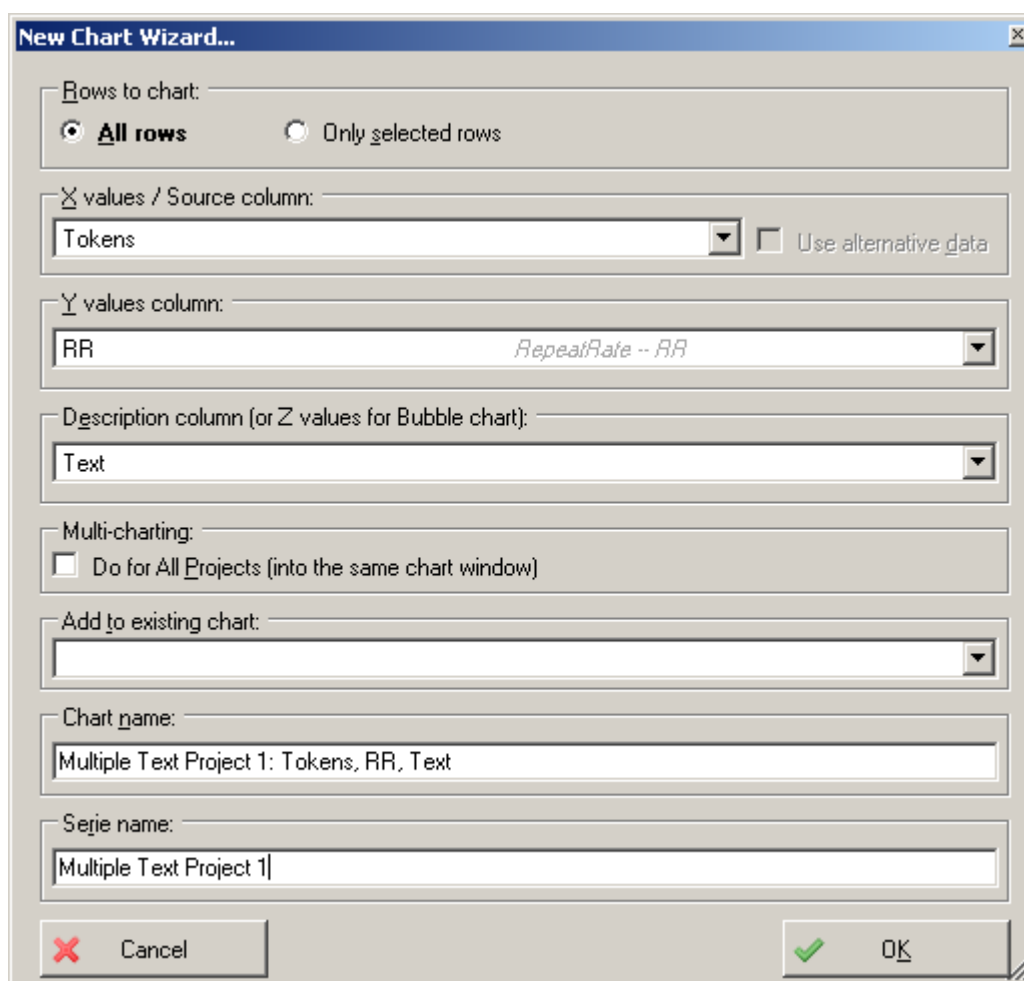 New Chart Wizard...
Rows to chart:
All rows
Only selected rows
X values / Source column:
Tokens
Use alternative data
Y values column:
RR
RepeatRate -- RR
Description column (or Z values for Bubble chart):
Text
Multi-charting:
Do for All Projects (into the same chart window)
Add to existing chart:
Chart name:
Multiple Text Project 1: Tokens, RR, Text
Serie name:
Multiple Text Project 1
Cancel
OK